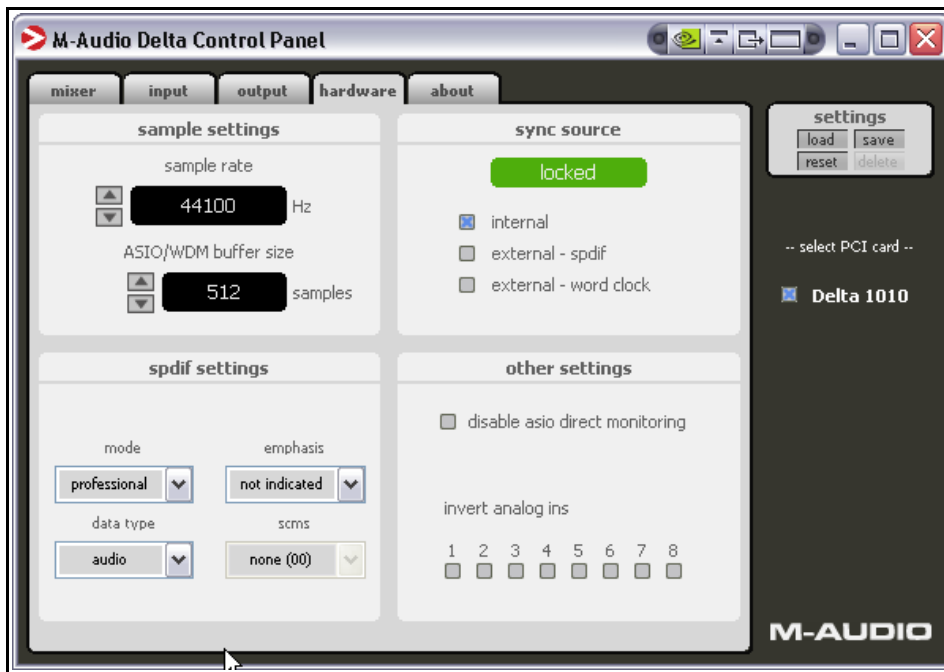 M-Audio Delta Control Panel
mixer input output hardware about
sample settings
sample rate
44100 Hz
ASIO/WDM buffer size
512 samples
sync source
locked
internal
external - spdif
external - word clock
spdif settings
mode emphasis
professional not indicated
data type scms
audio none (00)
other settings
disable asio direct monitoring
invert analog ins
1 2 3 4 5 6 7 8
settings
load save
reset delete
-- select PCI card --
Delta 1010
M-AUDIO